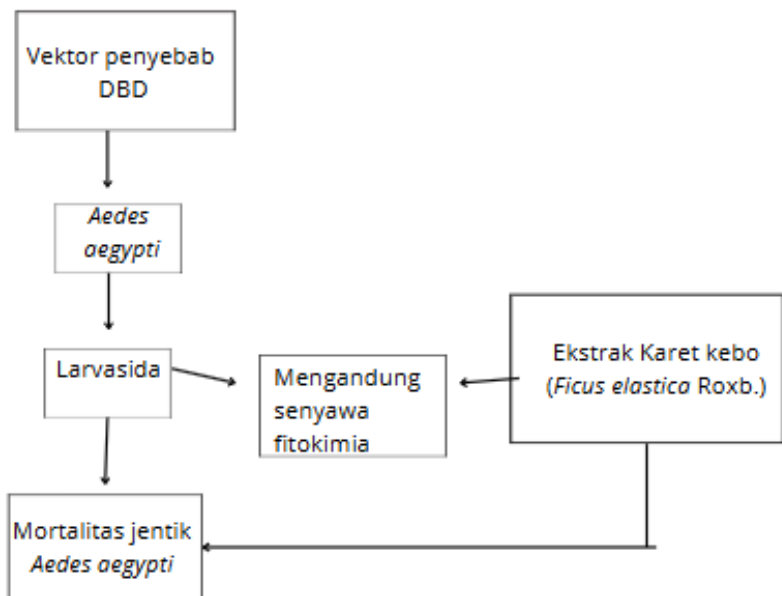 Vektor penyebab
DBD
Aedes
aegypti
Larvasida
Mengandung
senyawa
fitokimia
Ekstrak Karet kebo
(Ficus elastica Roxb.)
Mortalitas jentik
Aedes aegypti